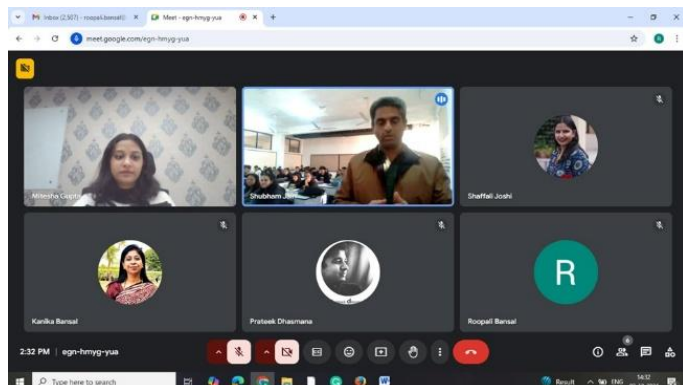 Inbox (2,507) - roopali.bansal@
Meet - egn-hmyg-yua
meet.google.com/egn-hmyg-yua
Shubham Jain
Shaffali Joshi
Kanika Bansal
Prateek Dhasmana
R
Roopali Bansal
2:32 PM | egn-hmyg-yua
6
Type here to search
Result
ENG
14:32